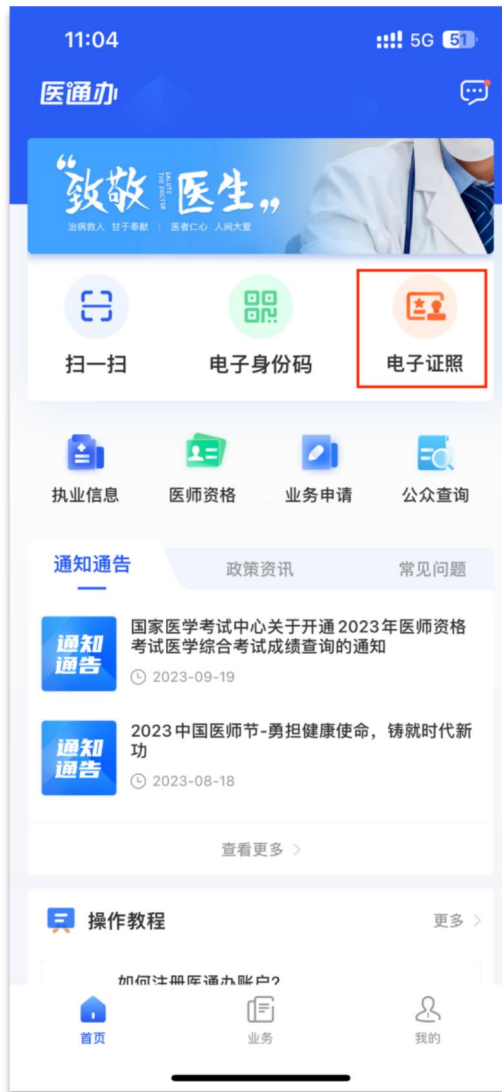 11:04
5G 51
医通办
“致敬医生”
SALUTE
THE DOCTOR
治病救人 甘于奉献 | 医者仁心 人间大爱
扫一扫
电子身份码
电子证照
执业信息
医师资格
业务申请
公众查询
通知通告
政策资讯
常见问题
通知
通告
国家医学考试中心关于开通2023年医师资格
考试医学综合考试成绩查询的通知
2023-09-19
通知
通告
2023中国医师节-勇担健康使命，铸就时代新
功
2023-08-18
查看更多 >
操作教程
更多 >
如何注册医通办账户?
首页
业务
我的